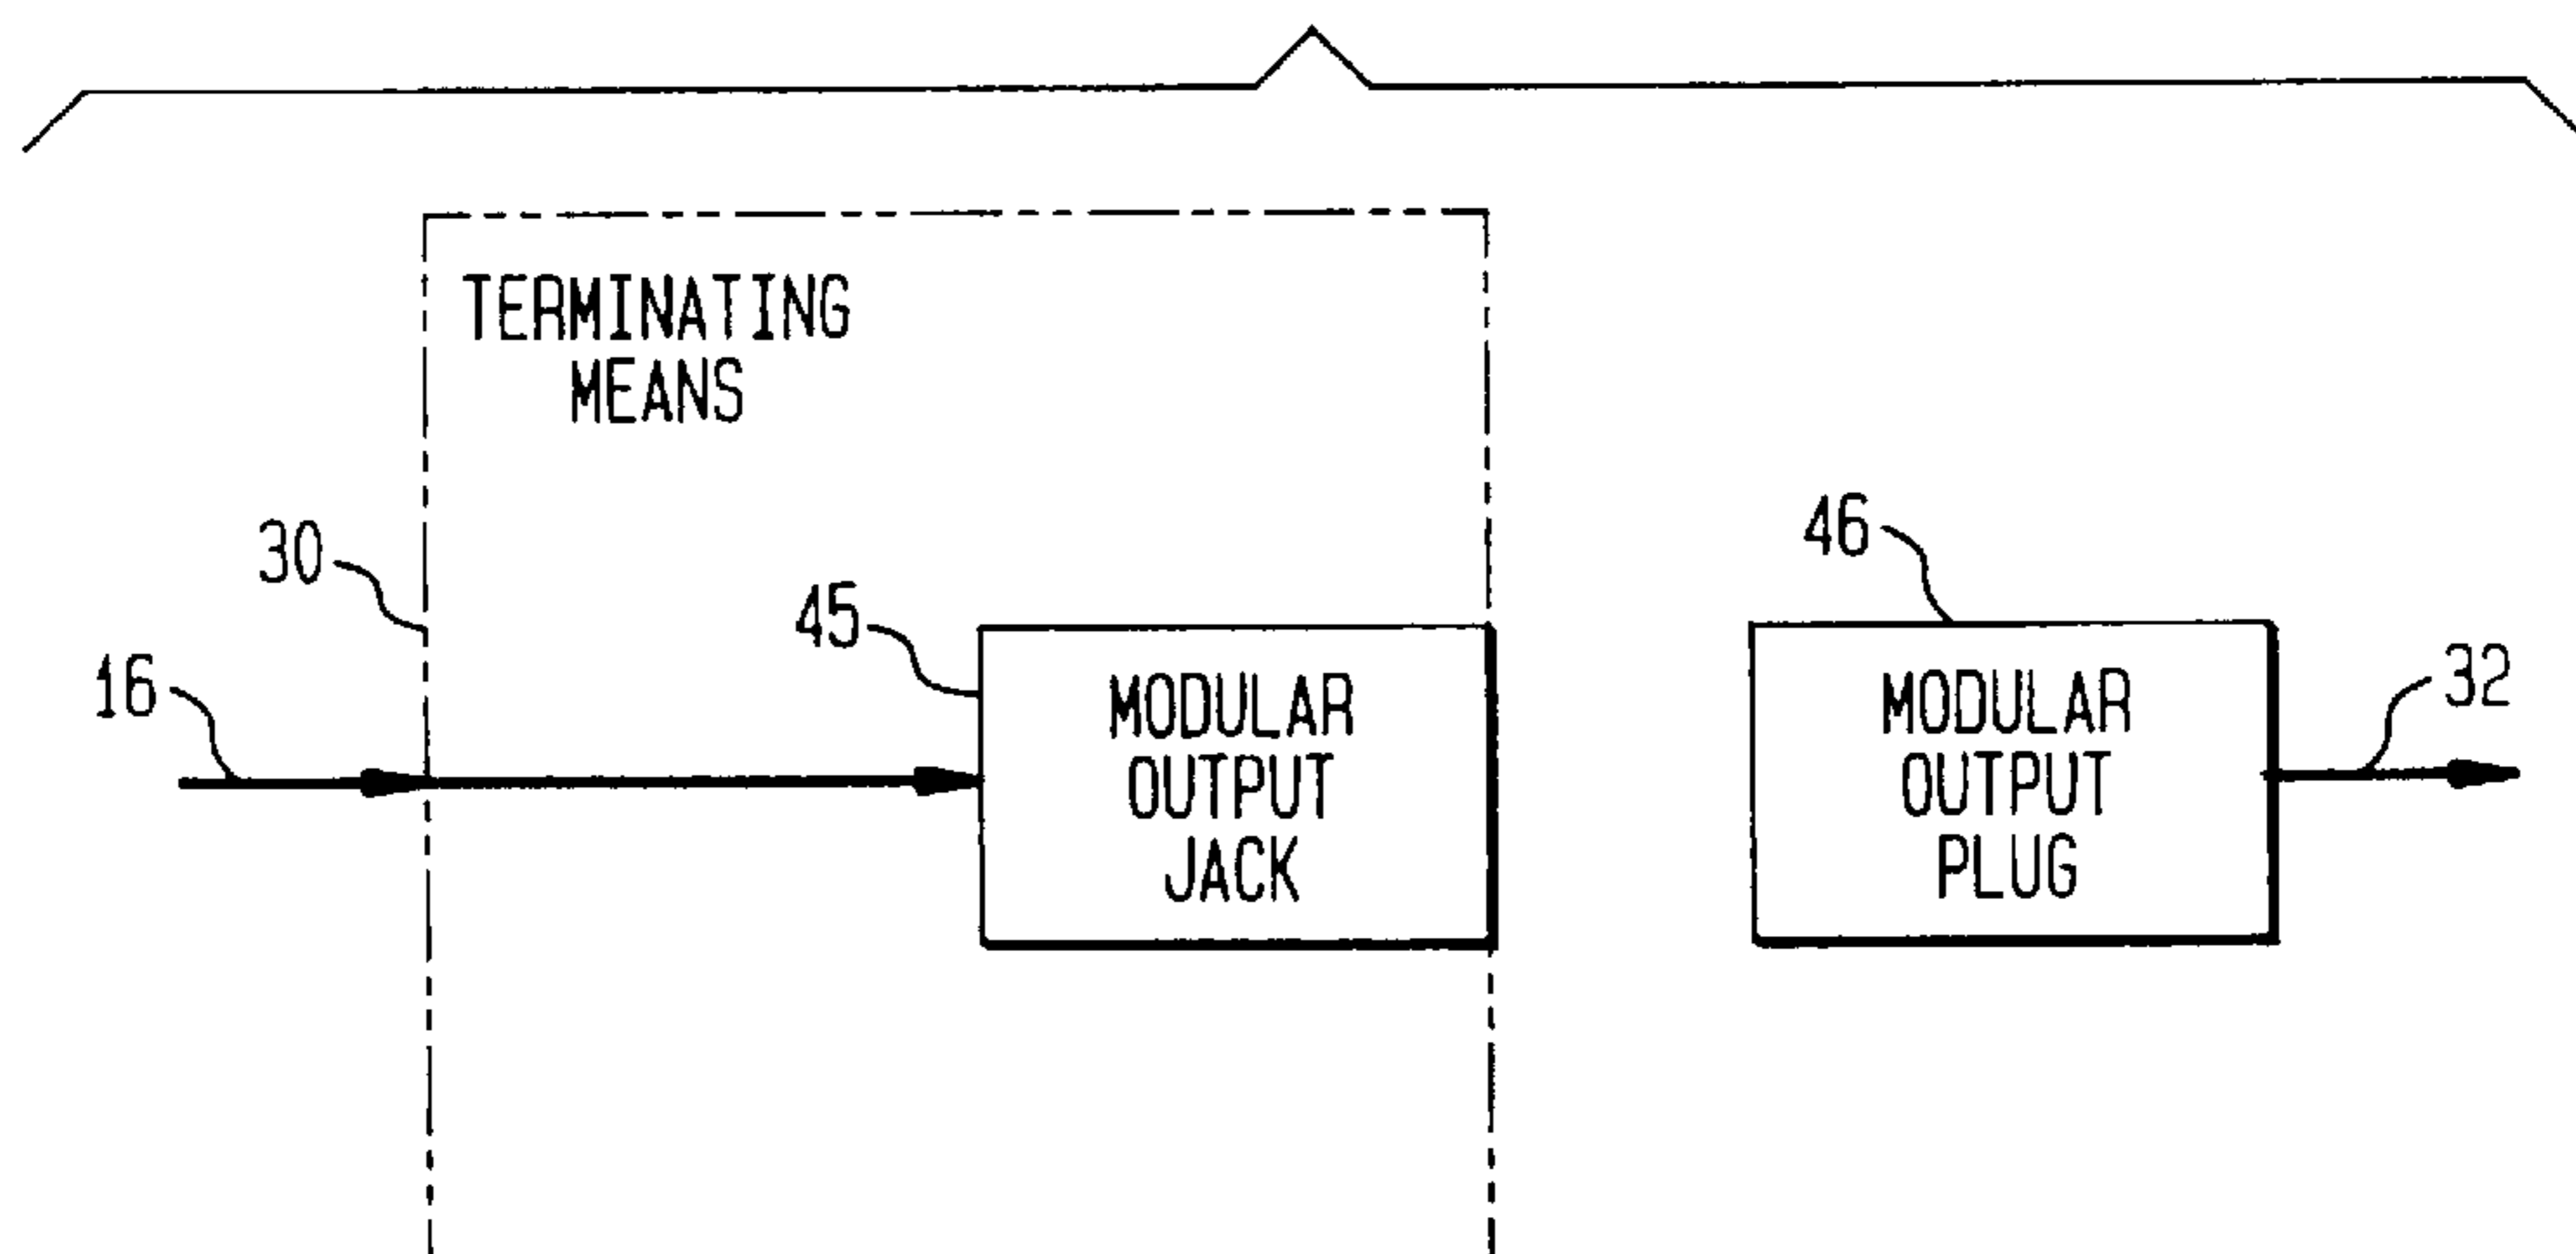 TERMINATING
MEANS
30
16
45
MODULAR
OUTPUT
JACK
46
MODULAR
OUTPUT
PLUG
32